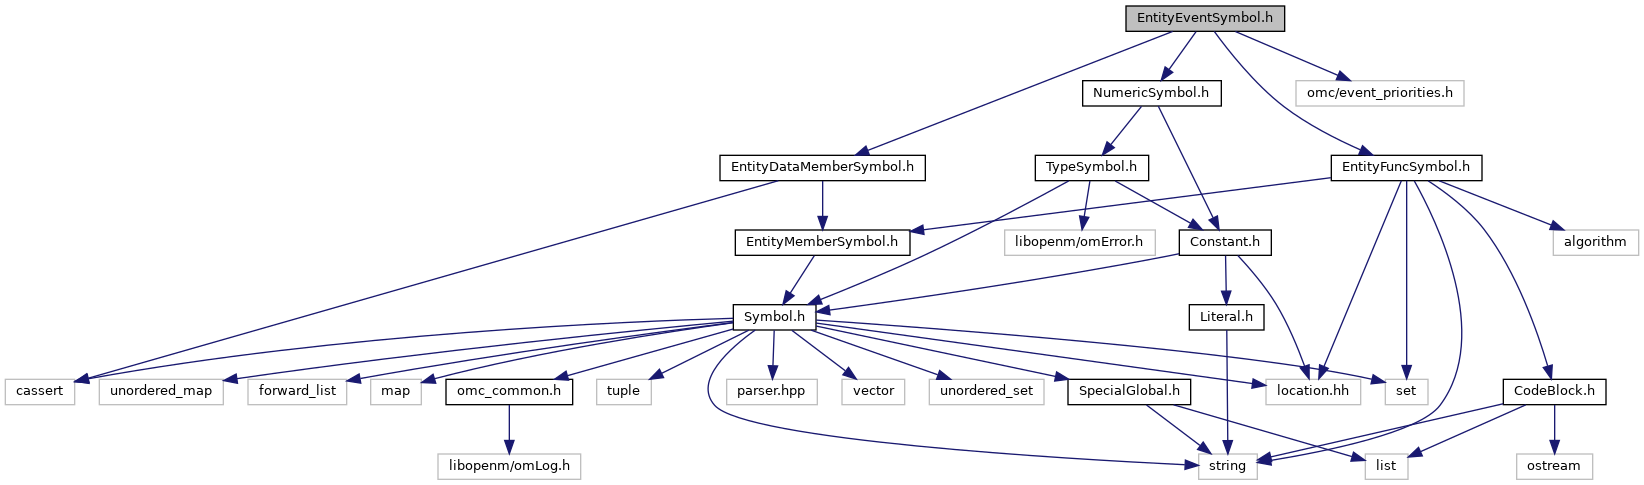 EntityEventSymbol.h
NumericSymbol.h
omc/event_priorities.h
EntityDataMemberSymbol.h
TypeSymbol.h
EntityFuncSymbol.h
EntityMemberSymbol.h
libopenm/omError.h
Constant.h
algorithm
Symbol.h
Literal.h
cassert
unordered_map
forward_list
map
omc_common.h
tuple
parser.hpp
vector
unordered_set
SpecialGlobal.h
location.hh
set
CodeBlock.h
libopenm/omLog.h
string
list
ostream